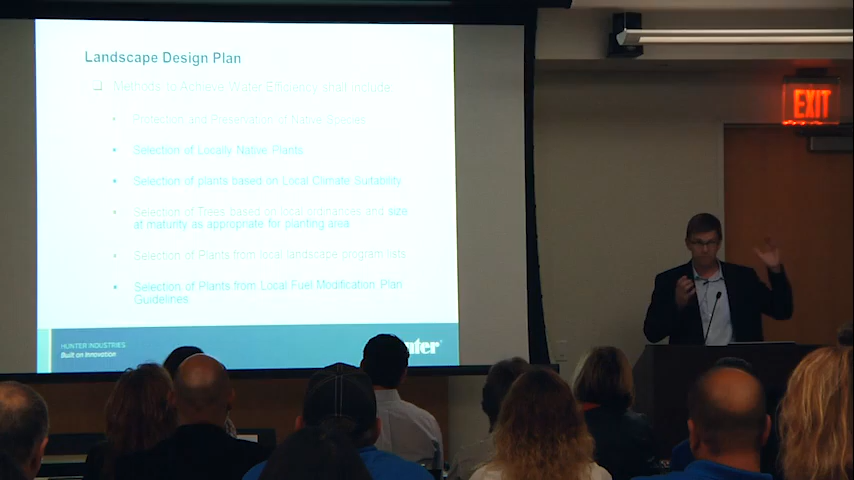 Landscape Design Plan
Methods to Achieve Water Efficiency shall include:
Protection and Preservation of Native Species
Selection of Locally Native Plants
Selection of plants based on Local Climate Suitability
Selection of Trees based on local ordinances and size
at maturity as appropriate for planting area
Selection of Plants from local landscape program lists
Selection of Plants from Local Fuel Modification Plan
Guidelines
HUNTER INDUSTRIES
Built on Innovation
EXIT